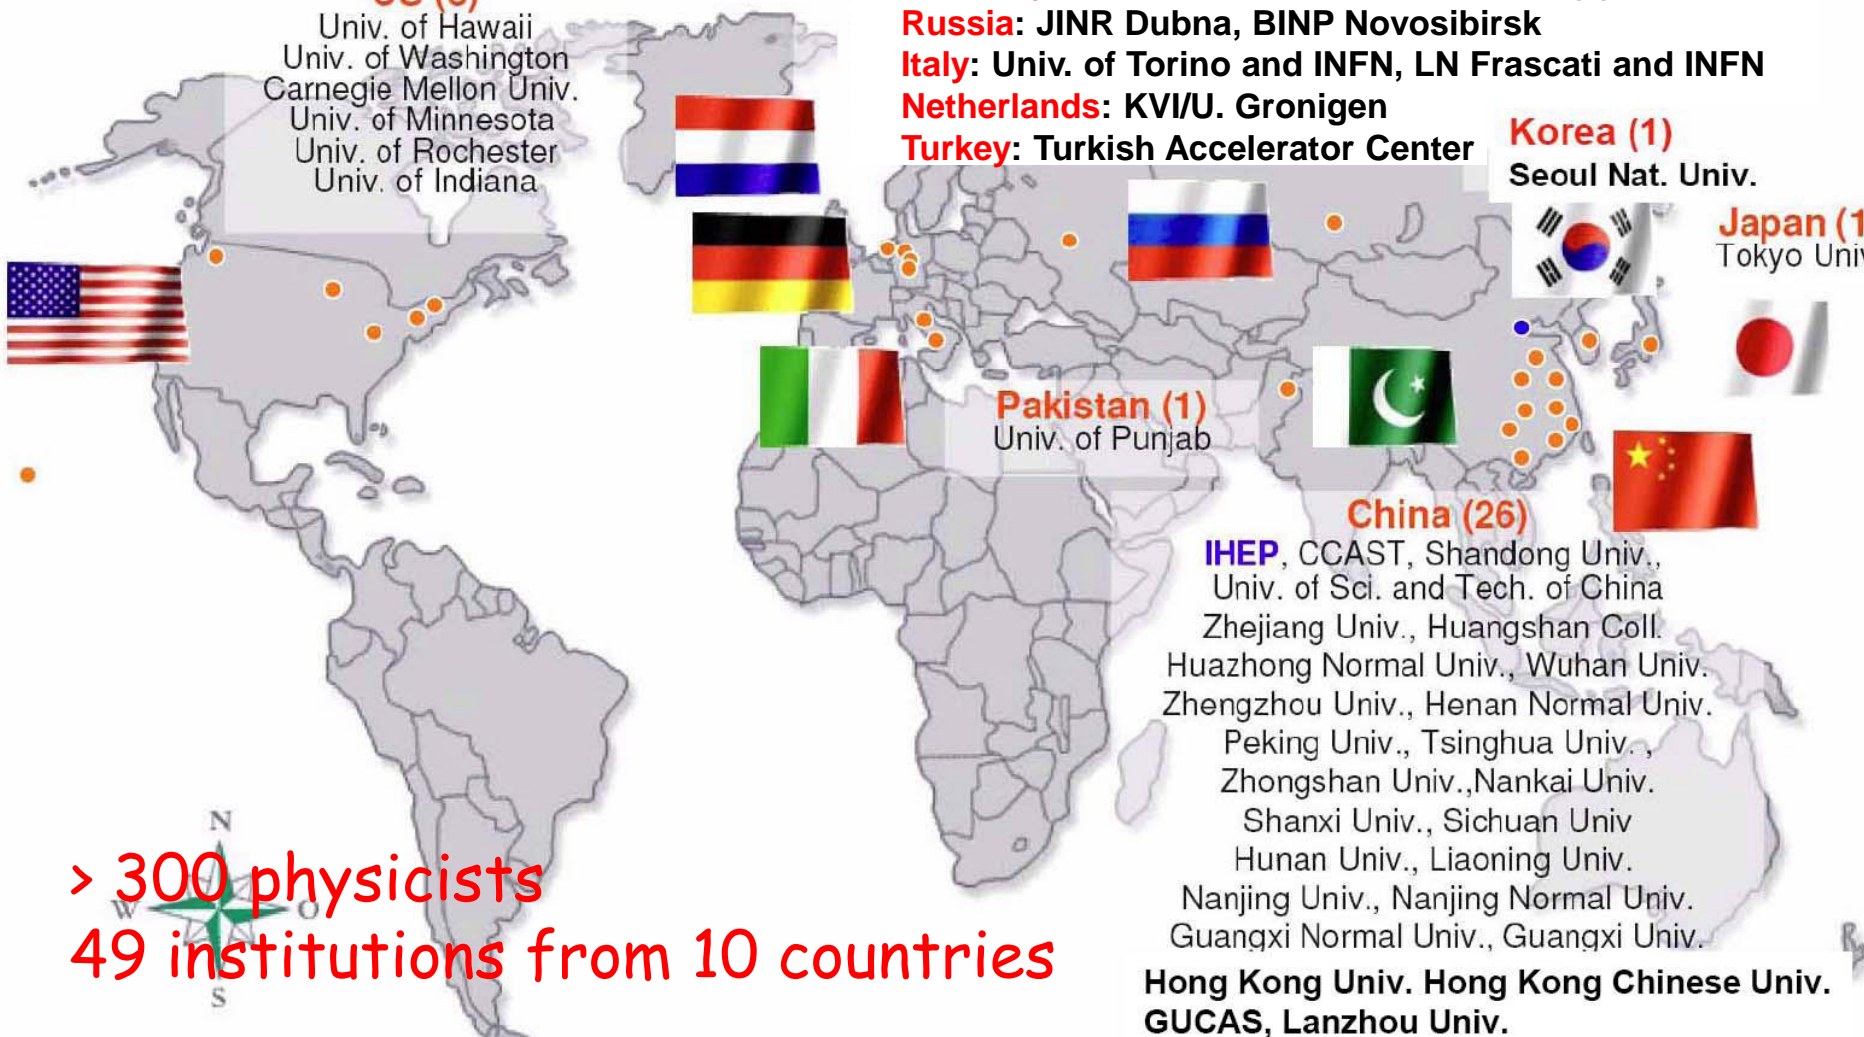 US (6)
Univ. of Hawaii
Univ. of Washington
Carnegie Mellon Univ.
Univ. of Minnesota
Univ. of Rochester
Univ. of Indiana
Russia: JINR Dubna, BINP Novosibirsk
Italy: Univ. of Torino and INFN, LN Frascati and INFN
Netherlands: KVI/U. Gronigen
Turkey: Turkish Accelerator Center
Korea (1)
Seoul Nat. Univ.
Japan (1
Tokyo Univ
Pakistan (1)
Univ. of Punjab
China (26)
IHEP, CCAST, Shandong Univ.,
Univ. of Sci. and Tech. of China
Zhejiang Univ., Huangshan Coll.
Huazhong Normal Univ., Wuhan Univ.
Zhengzhou Univ., Henan Normal Univ.
Peking Univ., Tsinghua Univ. ,
Zhongshan Univ.,Nankai Univ.
Shanxi Univ., Sichuan Univ
Hunan Univ., Liaoning Univ.
Nanjing Univ., Nanjing Normal Univ.
Guangxi Normal Univ., Guangxi Univ.
Hong Kong Univ. Hong Kong Chinese Univ.
GUCAS, Lanzhou Univ.
N
W O
S
> 300 physicists
49 institutions from 10 countries